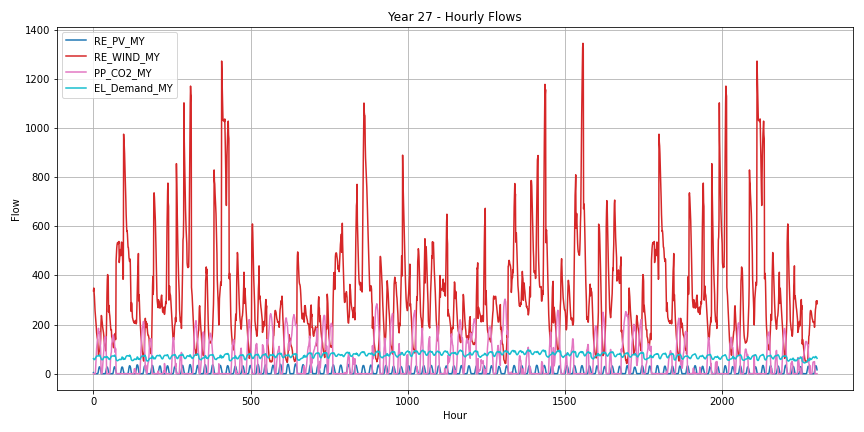 Year 27 - Hourly Flows
RE_PV_MY
RE_WIND_MY
PP_CO2_MY
EL_Demand_MY
1400
1200
1000
800
600
400
200
0
Flow
0 500 1000 1500 2000
Hour